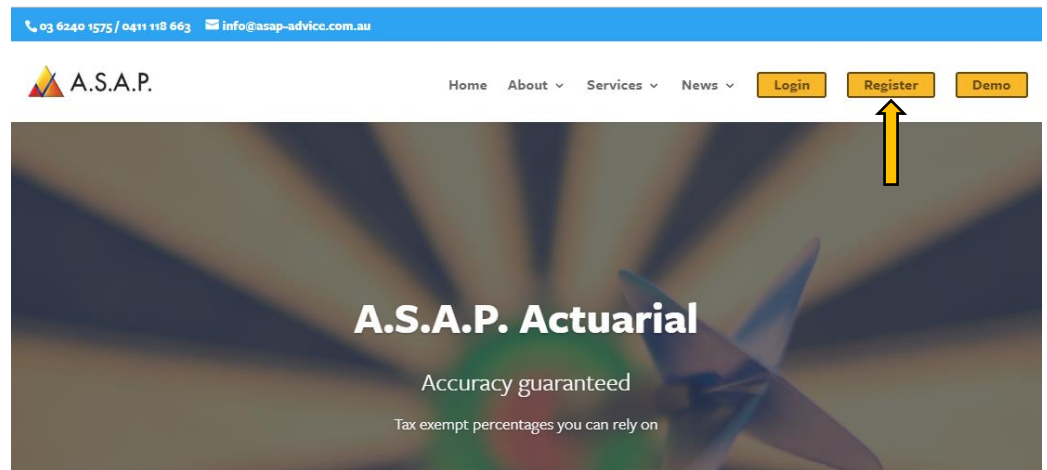 03 6240 1575 / 0411 118 663 info@asap-advice.com.au
A.S.A.P. Home About Services News Login Register Demo
A.S.A.P. Actuarial
Accuracy guaranteed
Tax exempt percentages you can rely on